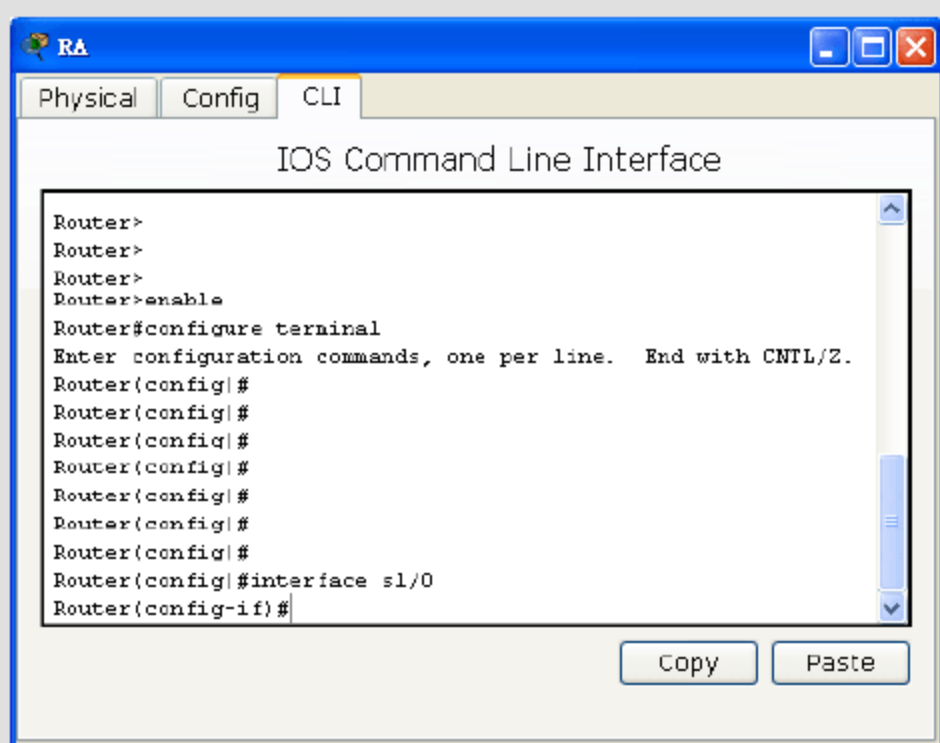 RA
Physical
Config
CLI
IOS Command Line Interface
Router>
Router>
Router>
Router>enable
Router#configure terminal
Enter configuration commands, one per line.  End with CNTL/Z.
Router(config)#
Router(config)#
Router(config)#
Router(config)#
Router(config)#
Router(config)#
Router(config)#
Router(config)#interface s1/0
Router(config-if)#
Copy
Paste